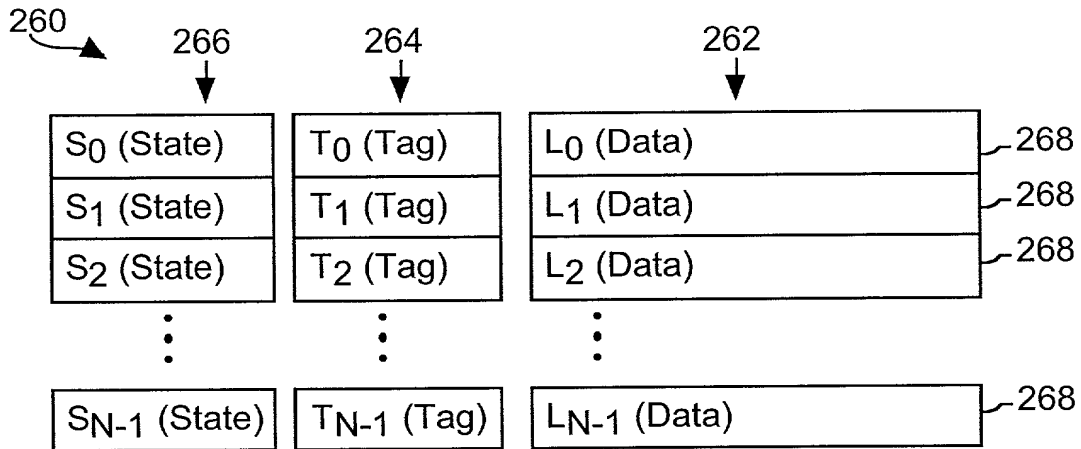 260
266 264 262
S0 (State) T0 (Tag) L0 (Data) 268
S1 (State) T1 (Tag) L1 (Data) 268
S2 (State) T2 (Tag) L2 (Data) 268
SN-1 (State) TN-1 (Tag) LN-1 (Data) 268